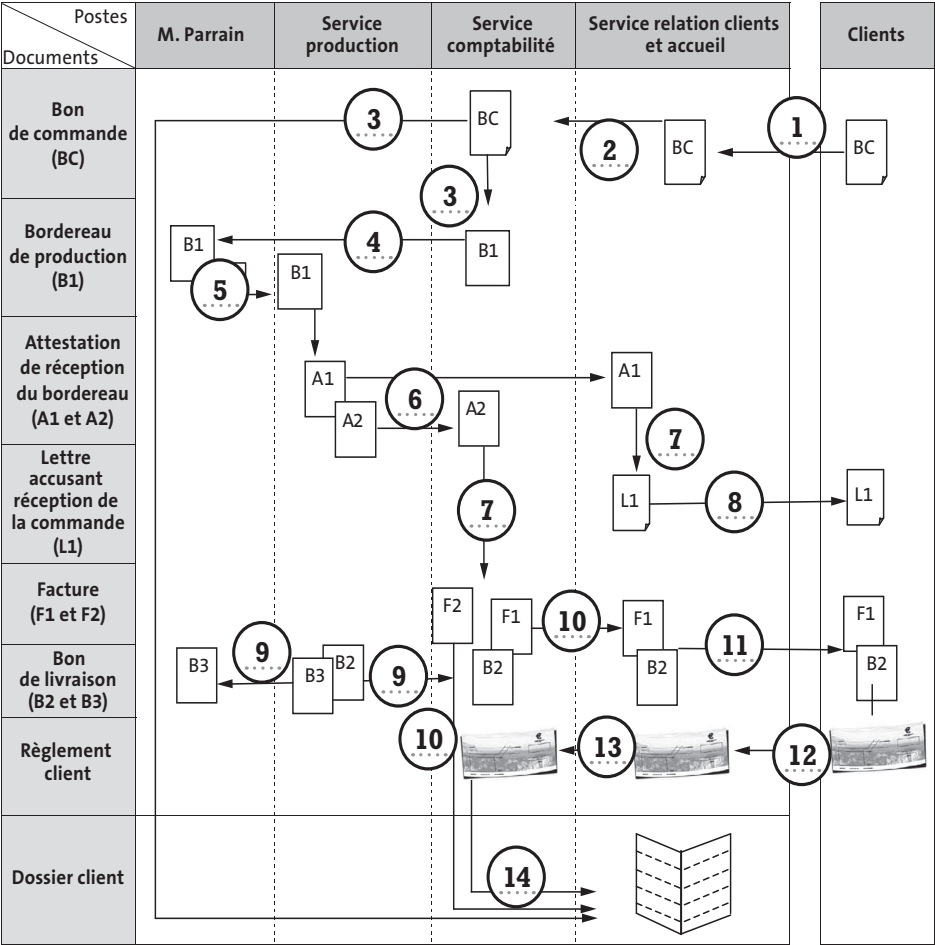 Postes
Documents
M. Parrain
Service
production
Service
comptabilité
Service relation clients
et accueil
Clients
Bon
de commande
(BC)
3
BC
2
BC
1
BC
3
Bordereau
de production
(B1)
B1
4
B1
5
B1
Attestation
de réception
du bordereau
(A1 et A2)
A1
A2
6
A2
A1
7
Lettre
accusant
réception de
la commande
(L1)
7
L1
8
L1
Facture
(F1 et F2)
F2
F1
10
F1
11
F1
Bon
de livraison
(B2 et B3)
B3
9
B3
B2
9
B2
B2
B2
Règlement
client
10
13
12
Dossier client
14